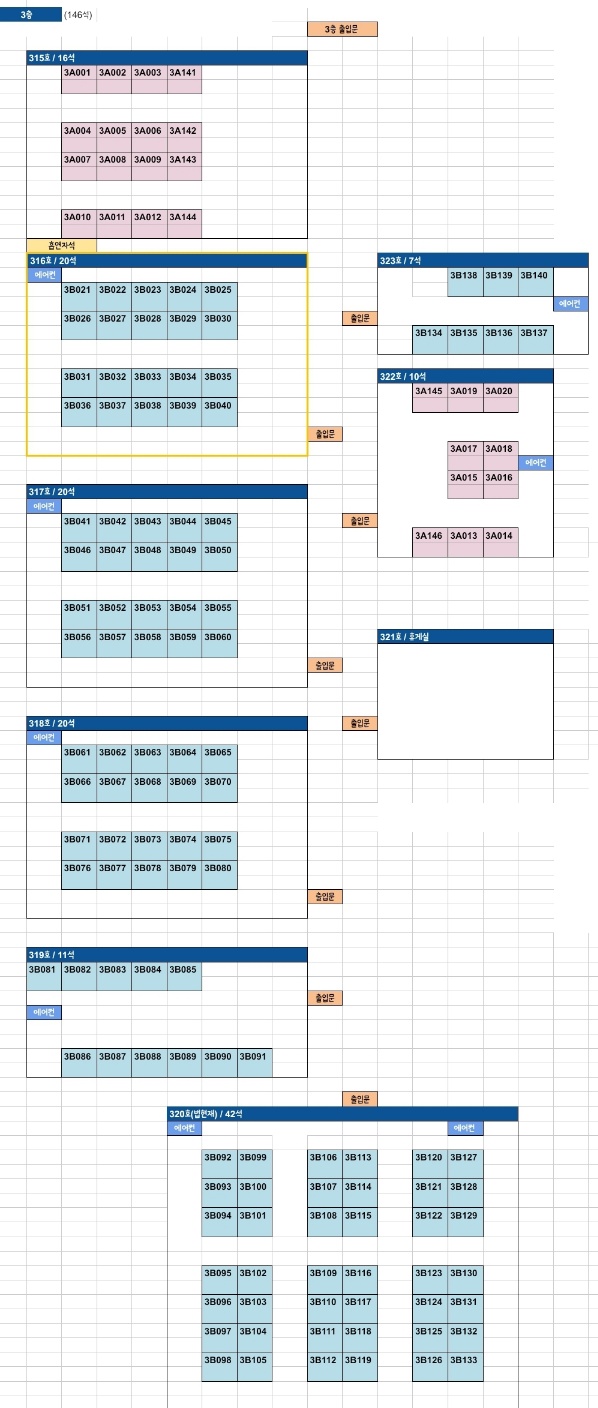 3층 (146석)
3층 출입문
315호 / 16석
3A001 3A002 3A003 3A141
3A004 3A005 3A006 3A142
3A007 3A008 3A009 3A143
3A010 3A011 3A012 3A144
흡연자석
316호 / 20석
에어컨
3B021 3B022 3B023 3B024 3B025
3B026 3B027 3B028 3B029 3B030
3B031 3B032 3B033 3B034 3B035
3B036 3B037 3B038 3B039 3B040
출입문
323호 / 7석
3B138 3B139 3B140
에어컨
출입문
3B134 3B135 3B136 3B137
322호 / 10석
3A145 3A019 3A020
3A017 3A018
에어컨
3A015 3A016
출입문
3A146 3A013 3A014
317호 / 20석
에어컨
3B041 3B042 3B043 3B044 3B045
3B046 3B047 3B048 3B049 3B050
3B051 3B052 3B053 3B054 3B055
3B056 3B057 3B058 3B059 3B060
출입문
321호 / 휴게실
출입문
318호 / 20석
에어컨
3B061 3B062 3B063 3B064 3B065
3B066 3B067 3B068 3B069 3B070
3B071 3B072 3B073 3B074 3B075
3B076 3B077 3B078 3B079 3B080
출입문
319호 / 11석
3B081 3B082 3B083 3B084 3B085
출입문
에어컨
3B086 3B087 3B088 3B089 3B090 3B091
출입문
320호(법현재) / 42석
에어컨 에어컨
3B092 3B099 3B106 3B113 3B120 3B127
3B093 3B100 3B107 3B114 3B121 3B128
3B094 3B101 3B108 3B115 3B122 3B129
3B095 3B102 3B109 3B116 3B123 3B130
3B096 3B103 3B110 3B117 3B124 3B131
3B097 3B104 3B111 3B118 3B125 3B132
3B098 3B105 3B112 3B119 3B126 3B133